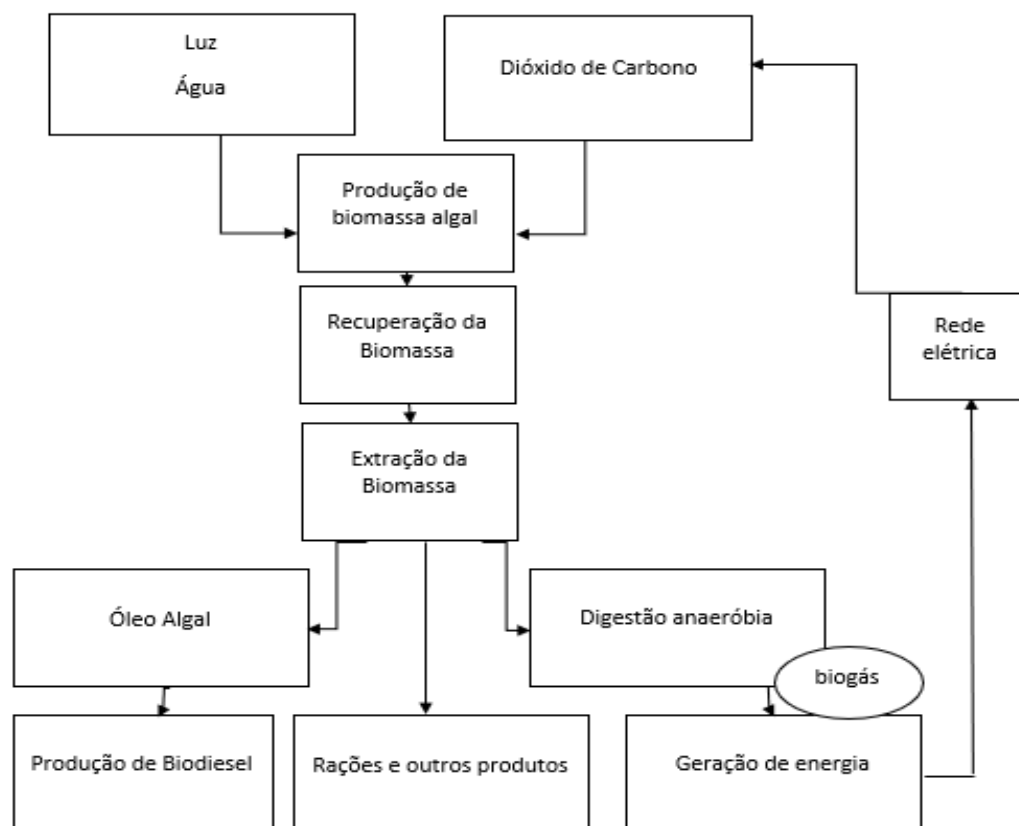 Luz
Água
Dióxido de Carbono
Produção de
biomassa algal
Recuperação da
Biomassa
Rede
elétrica
Extração da
Biomassa
Óleo Algal
Digestão anaeróbia
biogás
Produção de Biodiesel
Rações e outros produtos
Geração de energia